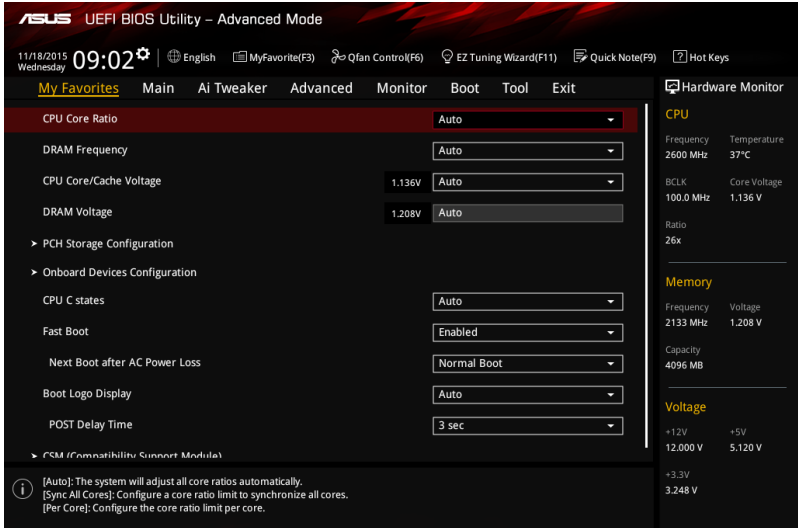 ASUS UEFI BIOS Utility – Advanced Mode
11/18/2015
Wednesday
09:02
English
MyFavorite(F3)
Qfan Control(F6)
EZ Tuning Wizard(F11)
Quick Note(F9)
? Hot Keys
My Favorites Main Ai Tweaker Advanced Monitor Boot Tool Exit
CPU Core Ratio Auto
DRAM Frequency Auto
CPU Core/Cache Voltage 1.136V Auto
DRAM Voltage 1.208V Auto
> PCH Storage Configuration
> Onboard Devices Configuration
CPU C states Auto
Fast Boot Enabled
Next Boot after AC Power Loss Normal Boot
Boot Logo Display Auto
POST Delay Time 3 sec
> CSM (Compatibility Support Module)
[Auto]: The system will adjust all core ratios automatically.
[Sync All Cores]: Configure a core ratio limit to synchronize all cores.
[Per Core]: Configure the core ratio limit per core.
Hardware Monitor
CPU
Frequency Temperature
2600 MHz 37°C
BCLK Core Voltage
100.0 MHz 1.136 V
Ratio
26x
Memory
Frequency Voltage
2133 MHz 1.208 V
Capacity
4096 MB
Voltage
+12V +5V
12.000 V 5.120 V
+3.3V
3.248 V